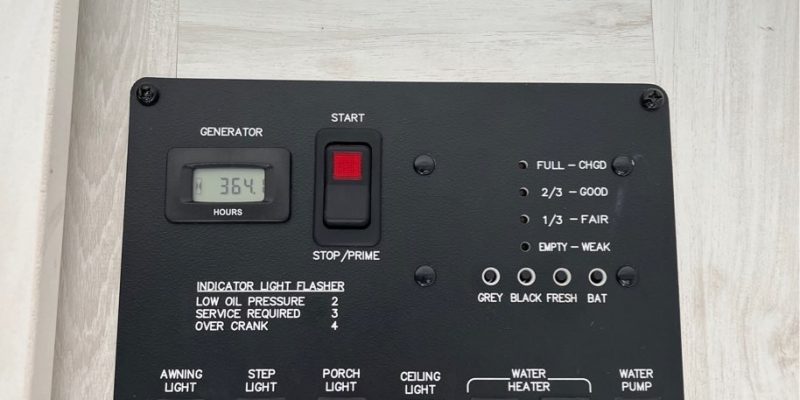 START
GENERATOR
364.1
HOURS
STOP/PRIME
FULL – CHGD
2/3 – GOOD
1/3 – FAIR
EMPTY – WEAK
GREY BLACK FRESH BAT
INDICATOR LIGHT FLASHER
LOW OIL PRESSURE 2
SERVICE REQUIRED 3
OVER CRANK 4
AWNING LIGHT
STEP LIGHT
PORCH LIGHT
CEILING LIGHT
WATER HEATER
WATER PUMP